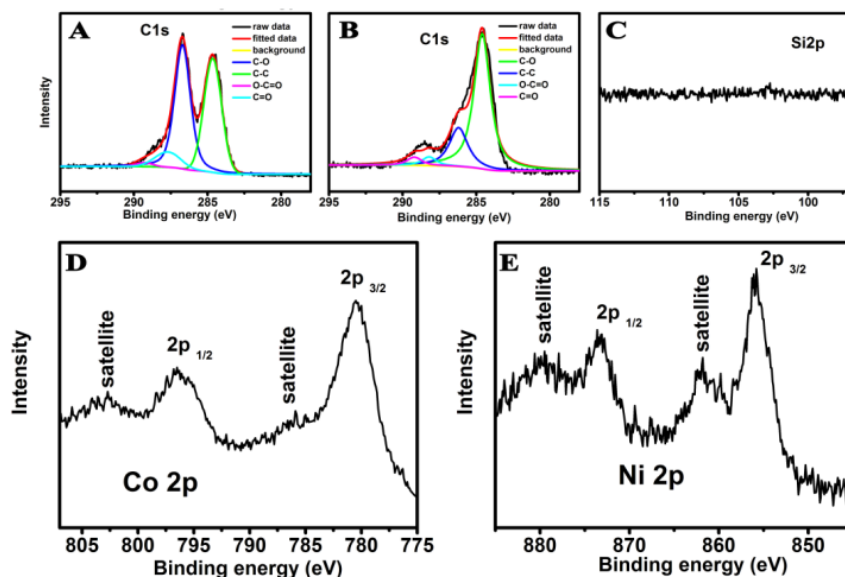 A
C1s
raw data
fitted data
background
C-O
C-C
O-C=O
C=O
Intensity
295 290 285 280
Binding energy (eV)
B
C1s
raw data
fitted data
background
C-O
C-C
O-C=O
C=O
295 290 285 280
Binding energy (eV)
C
Si2p
115 110 105 100
Binding energy (eV)
D
2p 3/2
2p 1/2
satellite
satellite
Intensity
Co 2p
805 800 795 790 785 780 775
Binding energy (eV)
E
2p 3/2
satellite
2p 1/2
satellite
Intensity
Ni 2p
880 870 860 850
Binding energy (eV)